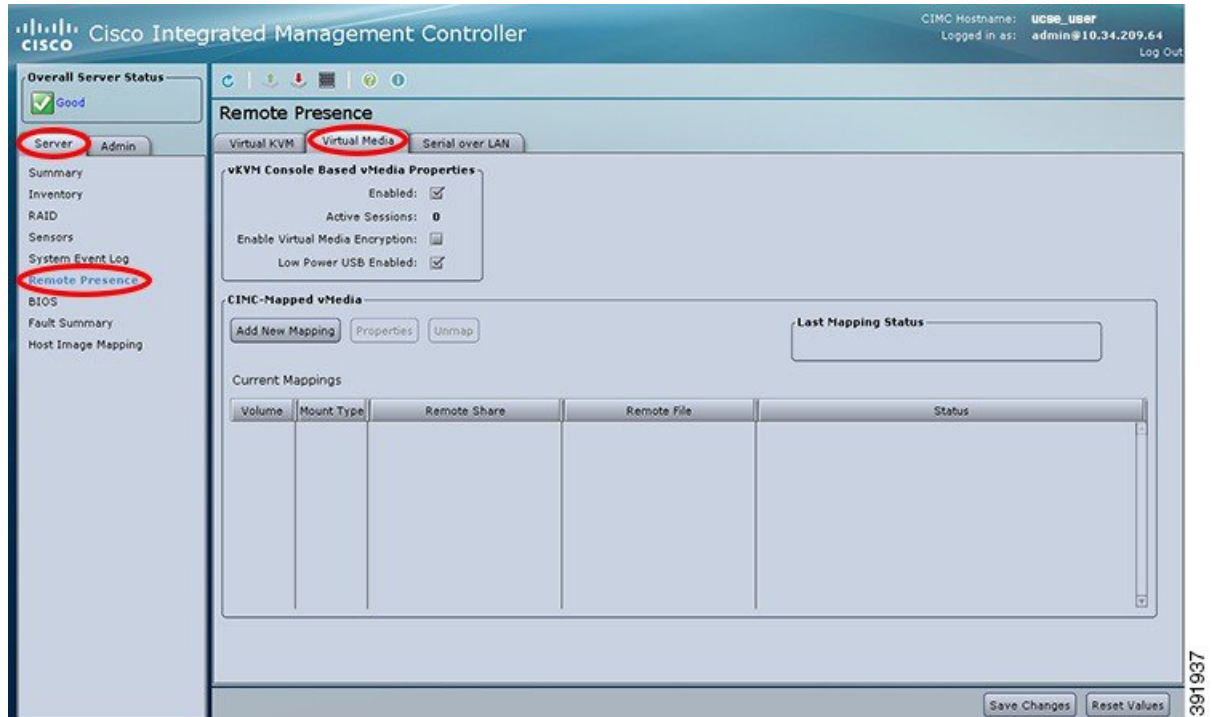 CISCO Cisco Integrated Management Controller
CIMC Hostname: ucse_user
Logged in as: admin@10.34.209.64
Log Out
Overall Server Status
Good
Server Admin
Summary
Inventory
RAID
Sensors
System Event Log
Remote Presence
BIOS
Fault Summary
Host Image Mapping
Remote Presence
Virtual KVM Virtual Media Serial over LAN
vKVM Console Based vMedia Properties
Enabled:
Active Sessions: 0
Enable Virtual Media Encryption:
Low Power USB Enabled:
CIMC-Mapped vMedia
Add New Mapping Properties Unmap
Last Mapping Status
Current Mappings
Volume Mount Type Remote Share Remote File Status
Save Changes Reset Values
391937